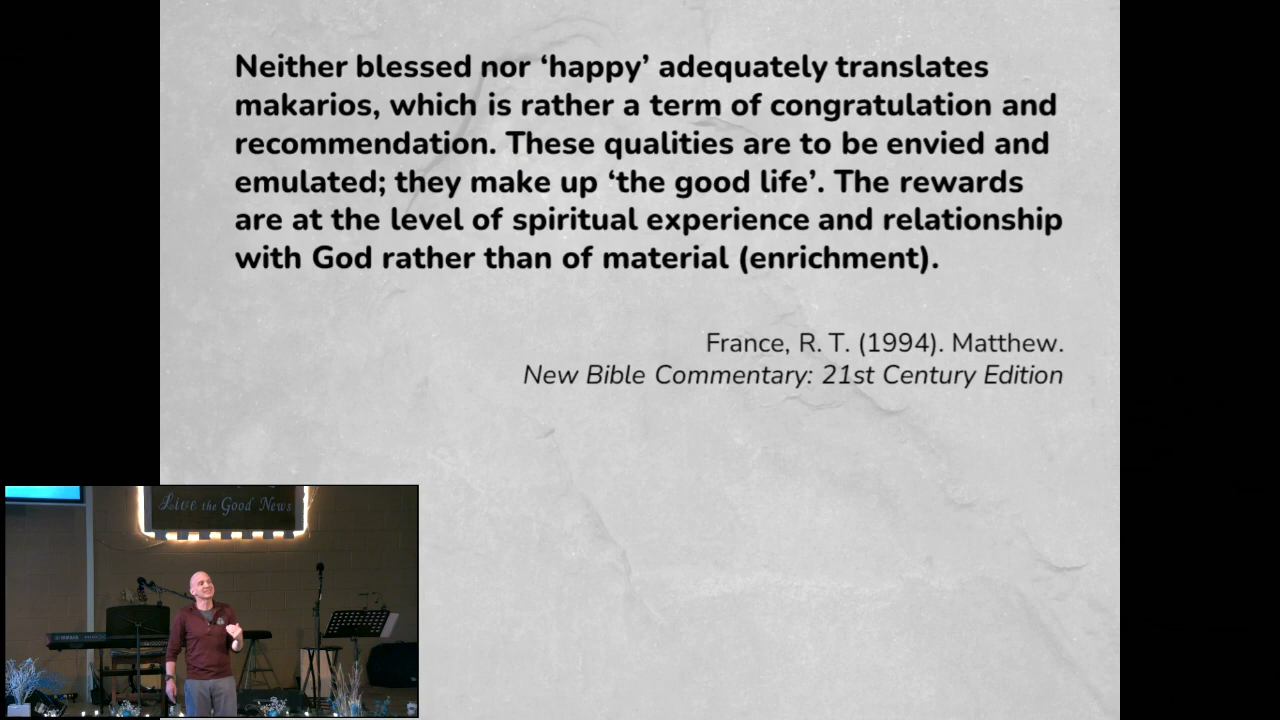 Neither blessed nor ‘happy’ adequately translates
makarios, which is rather a term of congratulation and
recommendation. These qualities are to be envied and
emulated; they make up ‘the good life’. The rewards
are at the level of spiritual experience and relationship
with God rather than of material (enrichment).
France, R. T. (1994). Matthew.
New Bible Commentary: 21st Century Edition
Live the Good News
YAMAHA